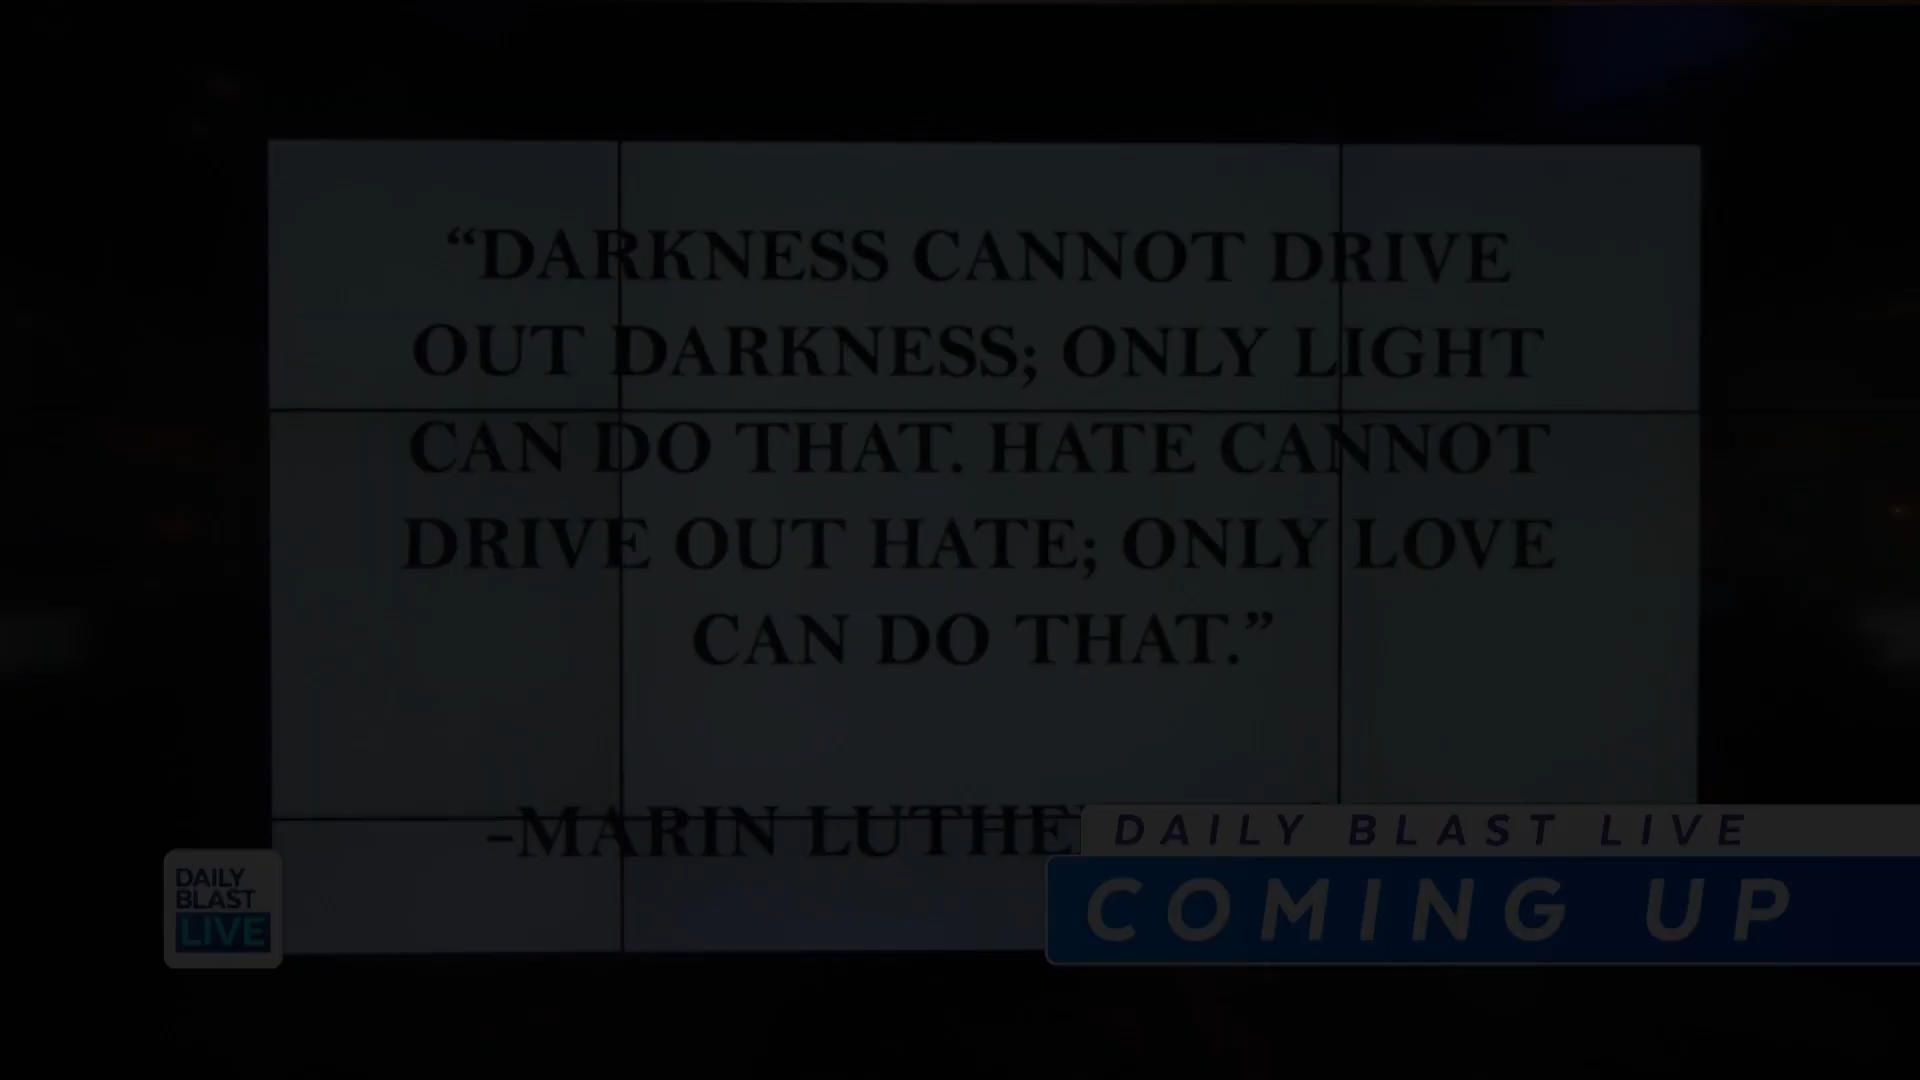 “DARKNESS CANNOT DRIVE
OUT DARKNESS; ONLY LIGHT
CAN DO THAT. HATE CANNOT
DRIVE OUT HATE; ONLY LOVE
CAN DO THAT.”
–MARIN LUTHE
DAILY BLAST LIVE
COMING UP
DAILY
BLAST
LIVE